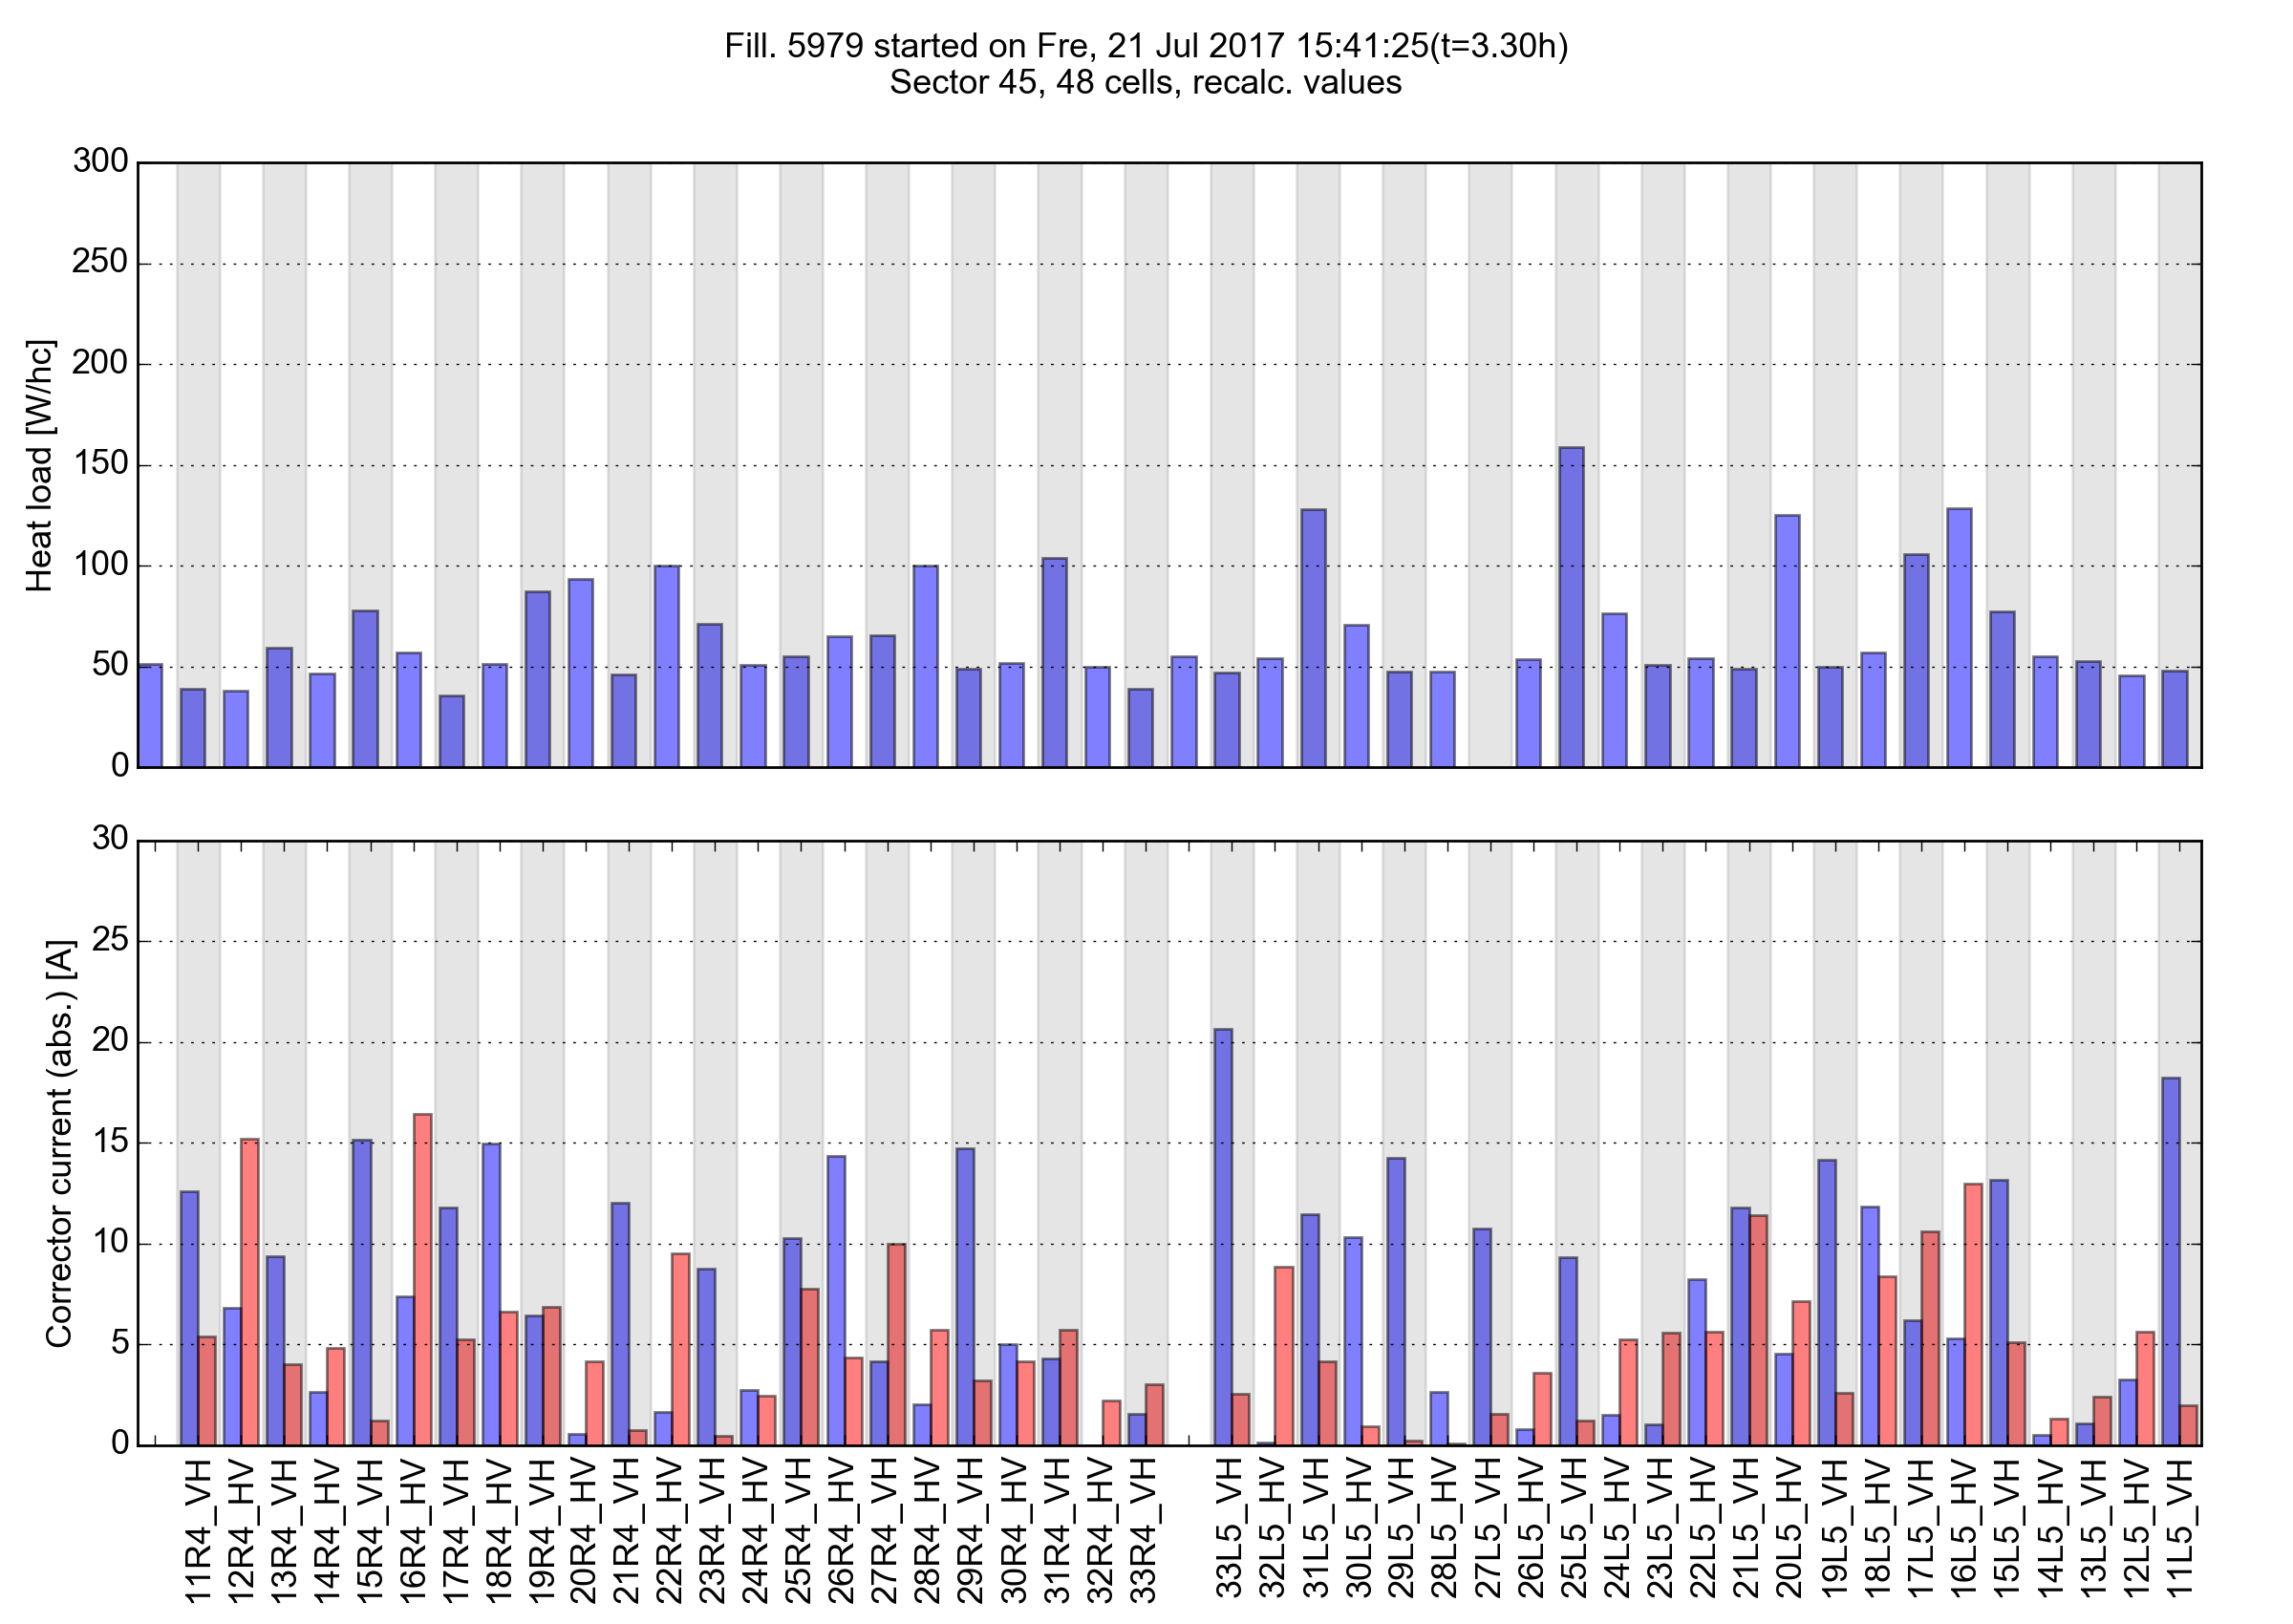 Fill. 5979 started on Fre, 21 Jul 2017 15:41:25(t=3.30h)
Sector 45, 48 cells, recalc. values
Heat load [W/hc]
300
250
200
150
100
50
0
Corrector current (abs.) [A]
30
25
20
15
10
5
0
11R4_VH
12R4_HV
13R4_VH
14R4_HV
15R4_VH
16R4_HV
17R4_VH
18R4_HV
19R4_VH
20R4_HV
21R4_VH
22R4_HV
23R4_VH
24R4_HV
25R4_VH
26R4_HV
27R4_VH
28R4_HV
29R4_VH
30R4_HV
31R4_VH
32R4_HV
33R4_VH
33L5_VH
32L5_HV
31L5_VH
30L5_HV
29L5_VH
28L5_HV
27L5_VH
26L5_HV
25L5_VH
24L5_HV
23L5_VH
22L5_HV
21L5_VH
20L5_HV
19L5_VH
18L5_HV
17L5_VH
16L5_HV
15L5_VH
14L5_HV
13L5_VH
12L5_HV
11L5_VH